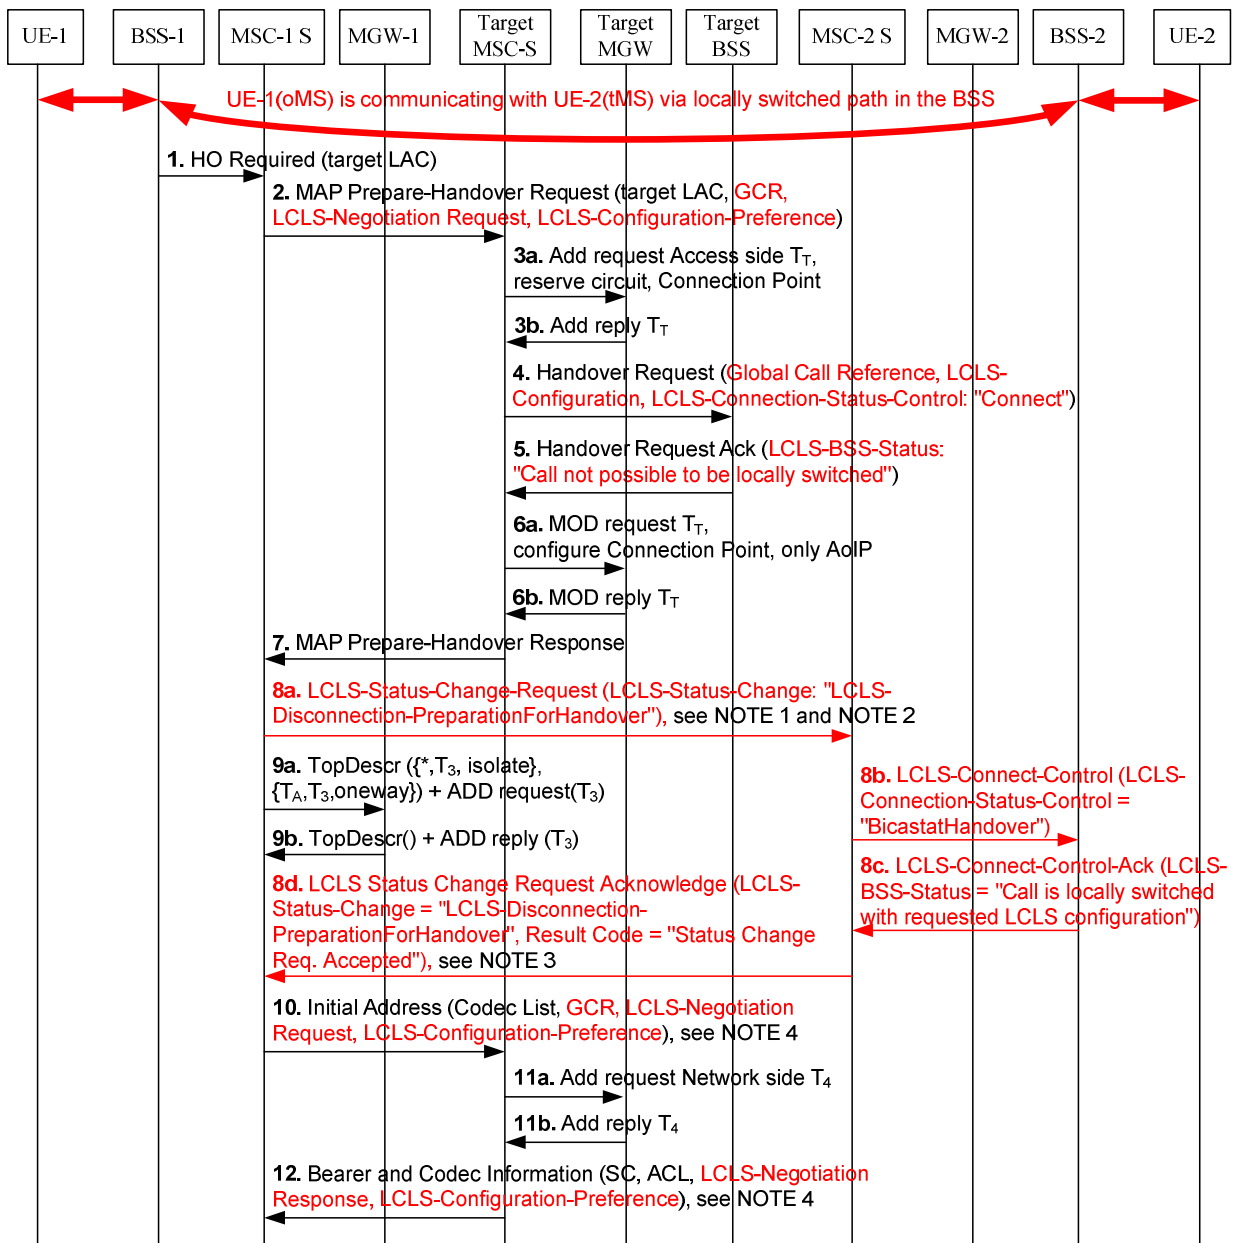 UE-1
BSS-1
MSC-1 S
MGW-1
Target
MSC-S
Target
MGW
Target
BSS
MSC-2 S
MGW-2
BSS-2
UE-2
UE-1(oMS) is communicating with UE-2(tMS) via locally switched path in the BSS
1. HO Required (target LAC)
2. MAP Prepare-Handover Request (target LAC, GCR,
LCLS-Negotiation Request, LCLS-Configuration-Preference)
3a. Add request Access side TT,
reserve circuit, Connection Point
3b. Add reply TT
4. Handover Request (Global Call Reference, LCLS-
Configuration, LCLS-Connection-Status-Control: "Connect")
5. Handover Request Ack (LCLS-BSS-Status:
"Call not possible to be locally switched")
6a. MOD request TT,
configure Connection Point, only AoIP
6b. MOD reply TT
7. MAP Prepare-Handover Response
8a. LCLS-Status-Change-Request (LCLS-Status-Change: "LCLS-
Disconnection-PreparationForHandover"), see NOTE 1 and NOTE 2
9a. TopDescr ({*,T3, isolate},
{TA,T3,oneway}) + ADD request(T3)
8b. LCLS-Connect-Control (LCLS-
Connection-Status-Control =
"BicastatHandover")
9b. TopDescr() + ADD reply (T3)
8c. LCLS-Connect-Control-Ack (LCLS-
BSS-Status = "Call is locally switched
with requested LCLS configuration")
8d. LCLS Status Change Request Acknowledge (LCLS-
Status-Change = "LCLS-Disconnection-
PreparationForHandover", Result Code = "Status Change
Req. Accepted"), see NOTE 3
10. Initial Address (Codec List, GCR, LCLS-Negotiation
Request, LCLS-Configuration-Preference), see NOTE 4
11a. Add request Network side T4
11b. Add reply T4
12. Bearer and Codec Information (SC, ACL, LCLS-Negotiation
Response, LCLS-Configuration-Preference), see NOTE 4